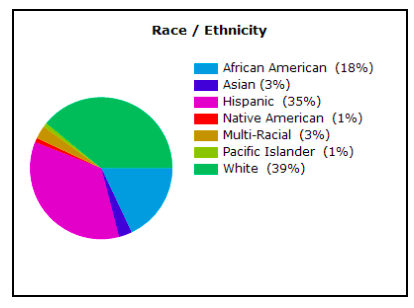 Race / Ethnicity
African American (18%)
Asian (3%)
Hispanic (35%)
Native American (1%)
Multi-Racial (3%)
Pacific Islander (1%)
White (39%)